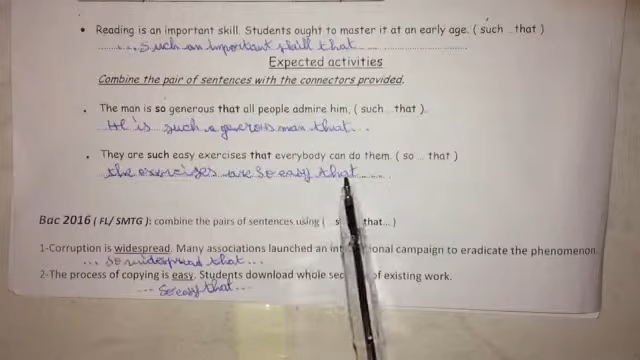 • Reading is an important skill. Students ought to master it at an early age. ( such ...that )
....such an important skill that.....
Expected activities
Combine the pair of sentences with the connectors provided.
. The man is so generous that all people admire him. ( such ...that ).
He is such a generous man that...
. They are such easy exercises that everybody can do them. ( so ... that )
the exercises are so easy that.....
Bac 2016 ( FL/ SMTG ): combine the pairs of sentences using ( that...)
1-Corruption is widespread. Many associations launched an campaign to eradicate the phenomenon.
... so widespread that...
2-The process of copying is easy. Students download whole of existing work.
... so easy that...